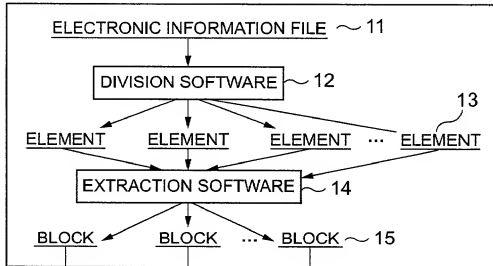 ELECTRONIC INFORMATION FILE 11
DIVISION SOFTWARE 12
13
ELEMENT ELEMENT ELEMENT ... ELEMENT
EXTRACTION SOFTWARE 14
BLOCK BLOCK ... BLOCK 15